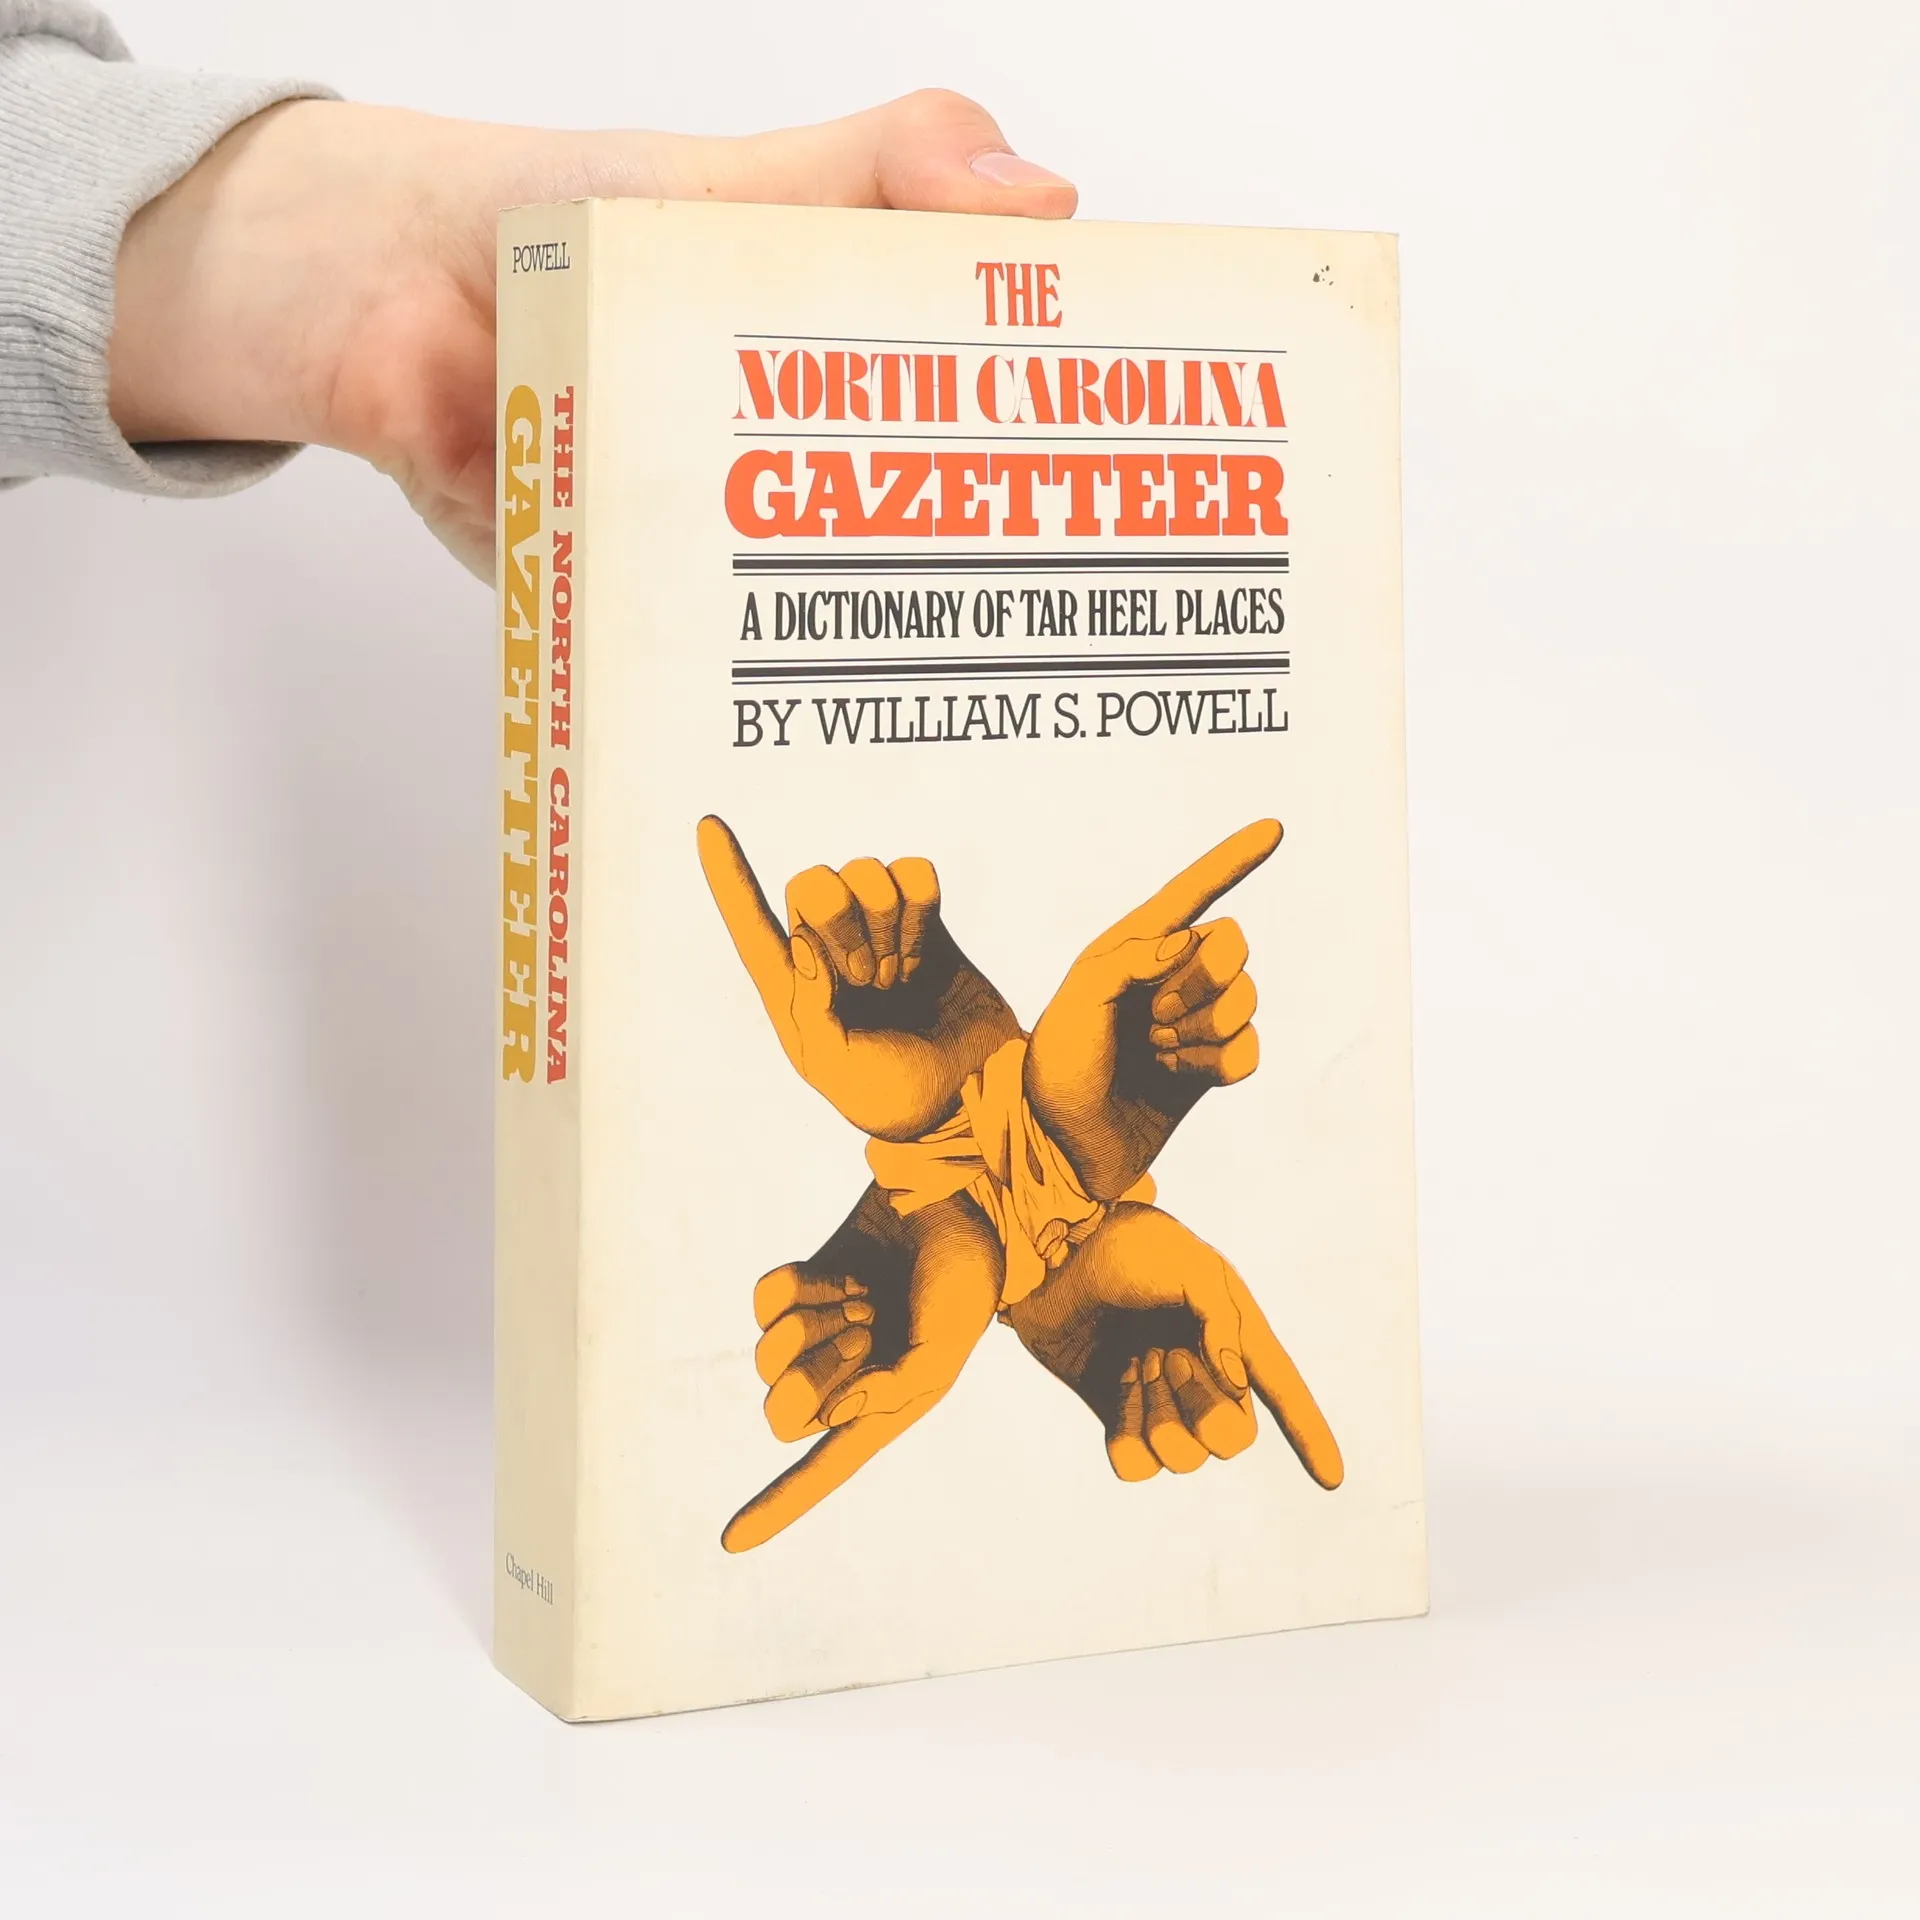 POWELL
THE NORTH CAROLINA
GAZETTEER
Chapel Hill
THE
NORTH CAROLINA
GAZETTEER
A DICTIONARY OF TAR HEEL PLACES
BY WILLIAM S. POWELL